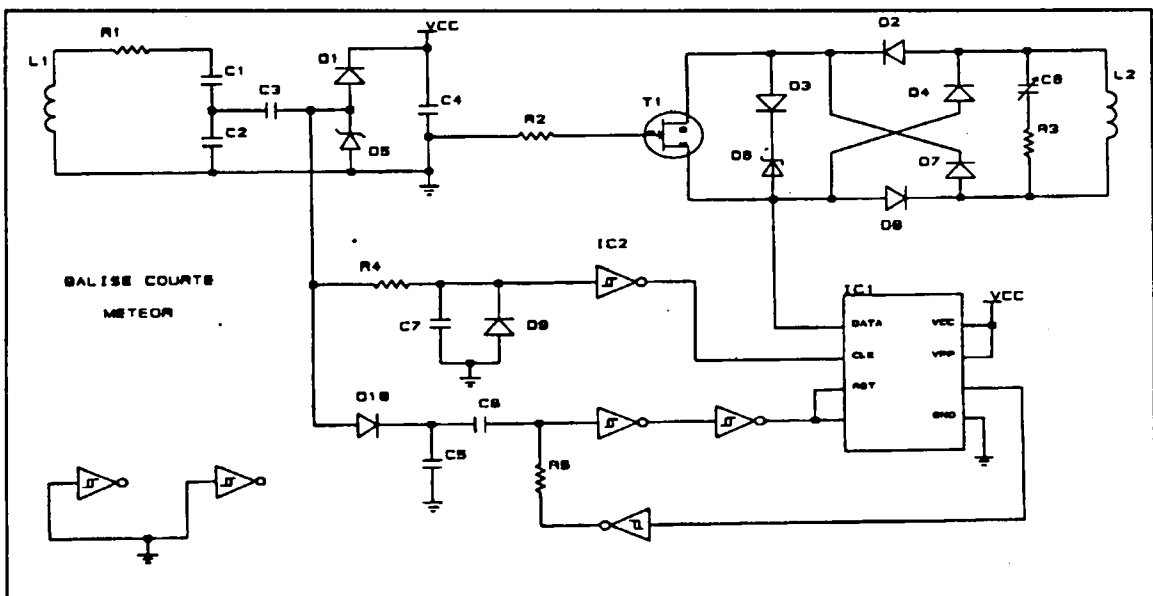 VCC
R1
D2
L1
D1
C1
C3
D3
C8
L2
T1
D4
C4
R2
R3
C2
D5
D6
D7
D8
IC2
R4
BALISE COURTE
METEOR
IC1
VCC
C7
D9
DATA
VCC
CLE
VPP
RST
D10
C6
GND
C5
R5